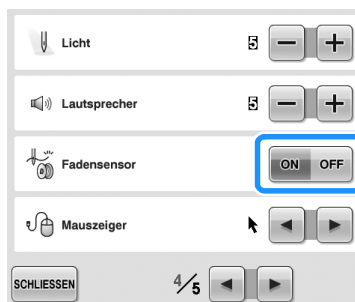 Licht 5 − +
Lautsprecher 5 − +
Fadensensor ON OFF
Mauszeiger
SCHLIESSEN 4/5